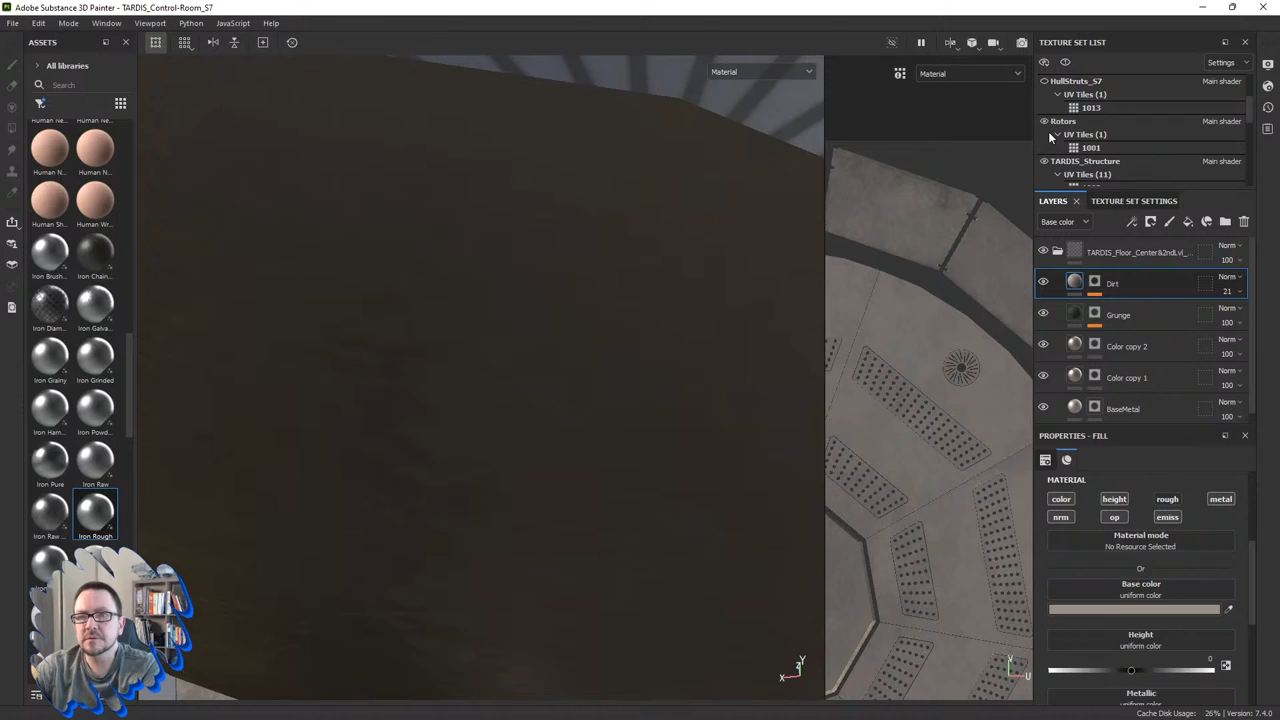 Adobe Substance 3D Painter - TARDIS_Control-Room_S7
File Edit Mode Window Viewport Python JavaScript Help
ASSETS
All libraries
Search
Human Ne... Human Ne...
Human N... Human N...
Human Sh... Human Wr...
Iron Brush... Iron Chain...
Iron Diam... Iron Galva...
Iron Grainy Iron Grinded
Iron Ham... Iron Powd...
Iron Pure Iron Raw
Iron Raw ... Iron Rough
Material
Material
X Y Z
V U
TEXTURE SET LIST
Settings
HullStruts_S7 Main shader
UV Tiles (1)
1013
Rotors Main shader
UV Tiles (1)
1001
TARDIS_Structure Main shader
UV Tiles (11)
LAYERS TEXTURE SET SETTINGS
Base color
TARDIS_Floor_Center&2ndLvl_... Norm
100
Dirt Norm
21
Grunge Norm
100
Color copy 2 Norm
100
Color copy 1 Norm
100
BaseMetal Norm
100
PROPERTIES - FILL
MATERIAL
color height rough metal
nrm op emiss
Material mode
No Resource Selected
Or
Base color
uniform color
Height
uniform color
0
Metallic
uniform color
Cache Disk Usage: 26% | Version: 7.4.0